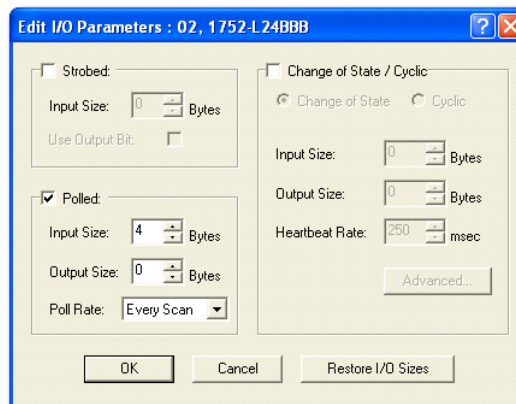 Edit I/O Parameters : 02, 1752-L24BBB
Strobed:
Input Size: 0 Bytes
Use Output Bit:
Polled:
Input Size: 4 Bytes
Output Size: 0 Bytes
Poll Rate: Every Scan
Change of State / Cyclic
Change of State Cyclic
Input Size: 0 Bytes
Output Size: 0 Bytes
Heartbeat Rate: 250 msec
Advanced...
OK Cancel Restore I/O Sizes